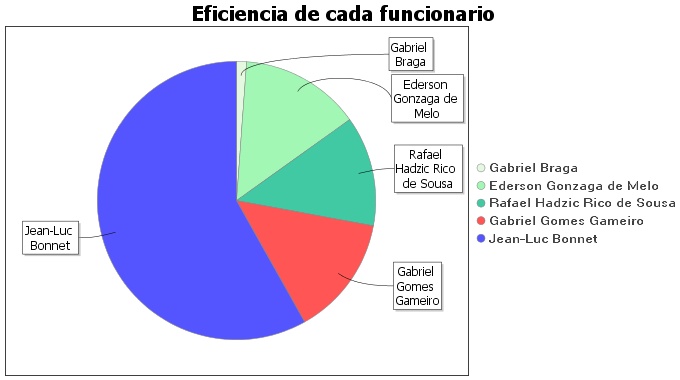 Eficiencia de cada funcionario
Gabriel
Braga
Ederson
Gonzaga de
Melo
Rafael
Hadzic Rico
de Sousa
Gabriel
Gomes
Gameiro
Jean-Luc
Bonnet
Gabriel Braga
Ederson Gonzaga de Melo
Rafael Hadzic Rico de Sousa
Gabriel Gomes Gameiro
Jean-Luc Bonnet